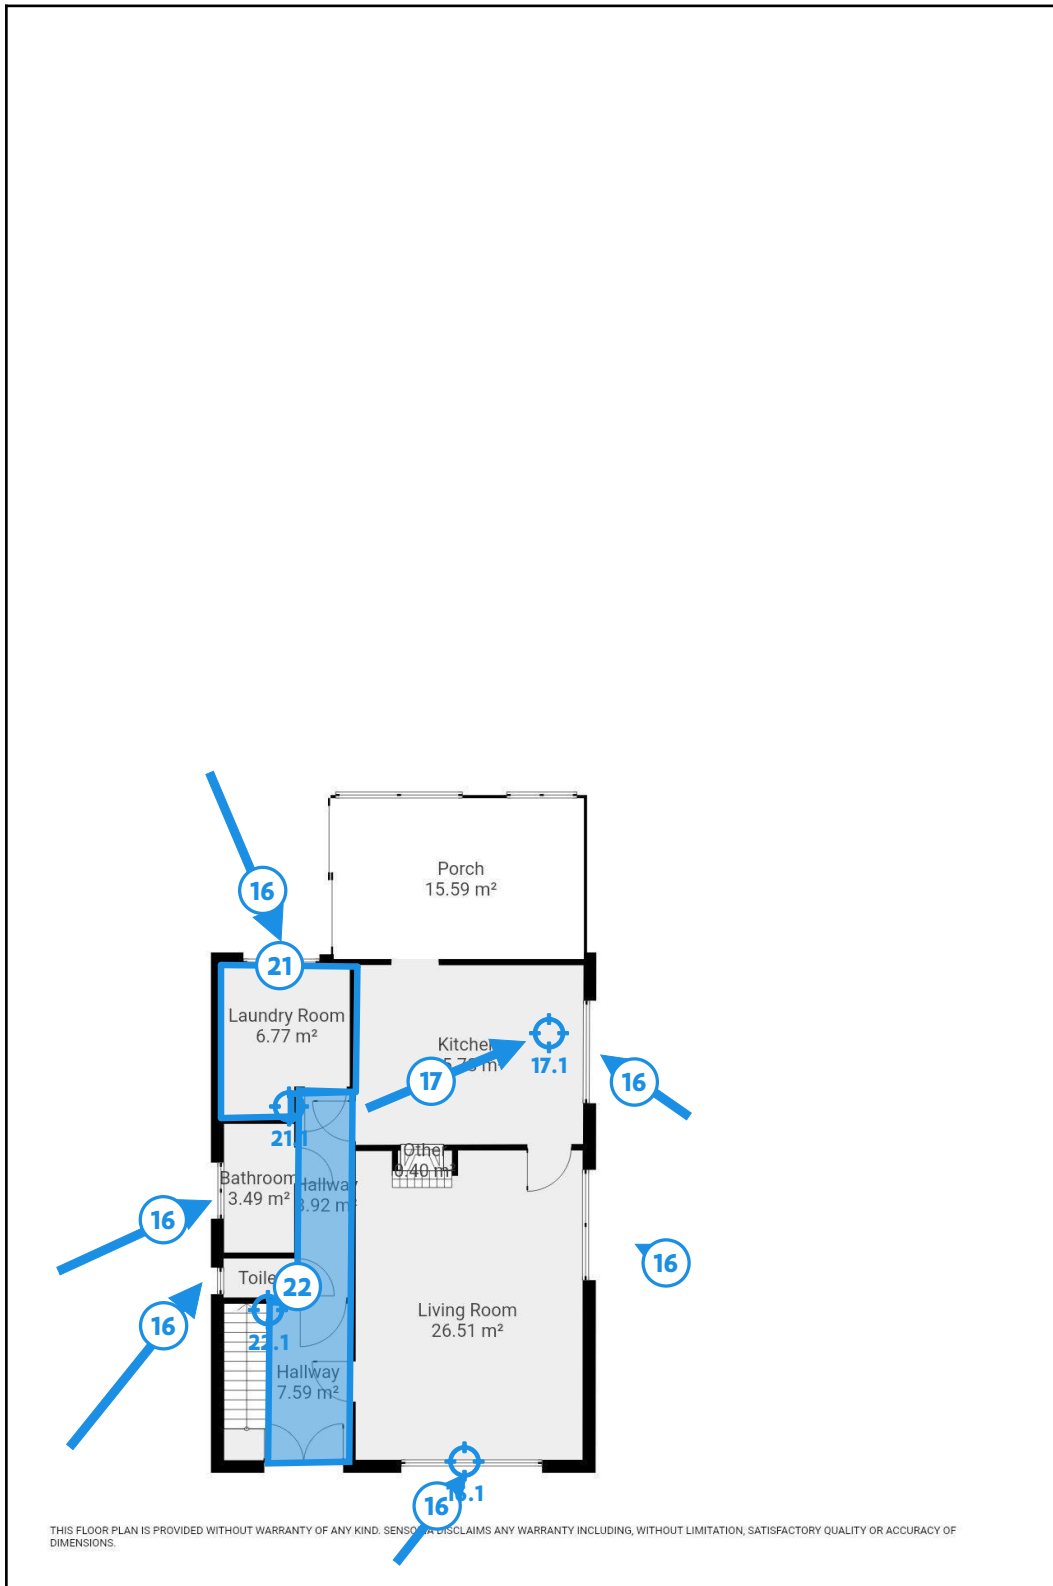 Porch
15.59 m²
16
21
Laundry Room
6.77 m²
17.1
17
16
21.1
Bathroom
3.49 m²
16
16
22
22.1
16
Living Room
26.51 m²
Hallway
7.59 m²
16
THIS FLOOR PLAN IS PROVIDED WITHOUT WARRANTY OF ANY KIND. DISCLAIMS ANY WARRANTY INCLUDING, WITHOUT LIMITATION, SATISFACTORY QUALITY OR ACCURACY OF
DIMENSIONS.